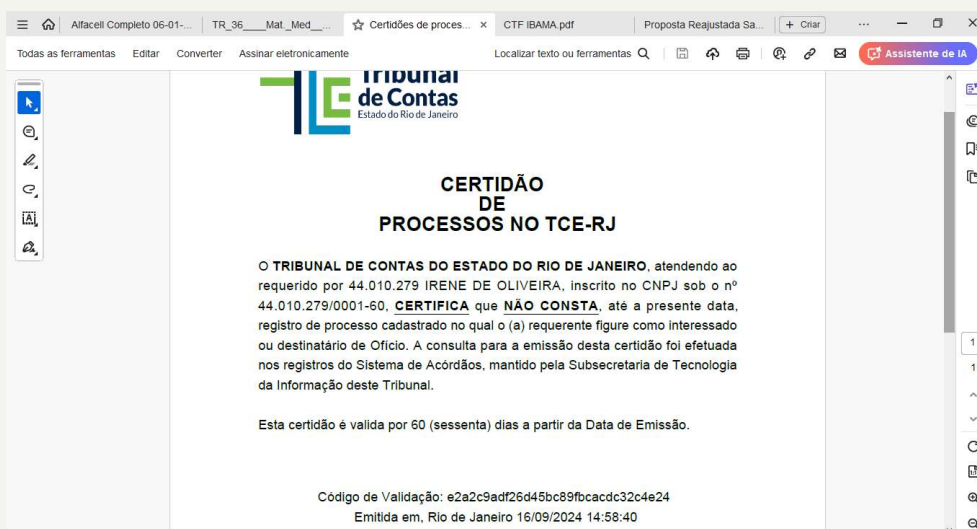 Alfacell Completo 06-01-...
TR_36____Mat._Med__...
Certidões de proces...
CTF IBAMA.pdf
Proposta Reajustada Sa...
+ Criar
Todas as ferramentas Editar Converter Assinar eletronicamente
Localizar texto ou ferramentas
Assistente de IA
Tribunal
de Contas
Estado do Rio de Janeiro
CERTIDÃO
DE
PROCESSOS NO TCE-RJ
O TRIBUNAL DE CONTAS DO ESTADO DO RIO DE JANEIRO, atendendo ao
requerido por 44.010.279 IRENE DE OLIVEIRA, inscrito no CNPJ sob o nº
44.010.279/0001-60, CERTIFICA que NÃO CONSTA, até a presente data,
registro de processo cadastrado no qual o (a) requerente figure como interessado
ou destinatário de Ofício. A consulta para a emissão desta certidão foi efetuada
nos registros do Sistema de Acórdãos, mantido pela Subsecretaria de Tecnologia
da Informação deste Tribunal.
Esta certidão é valida por 60 (sessenta) dias a partir da Data de Emissão.
Código de Validação: e2a2c9adf26d45bc89fbcacdc32c4e24
Emitida em, Rio de Janeiro 16/09/2024 14:58:40
1
1